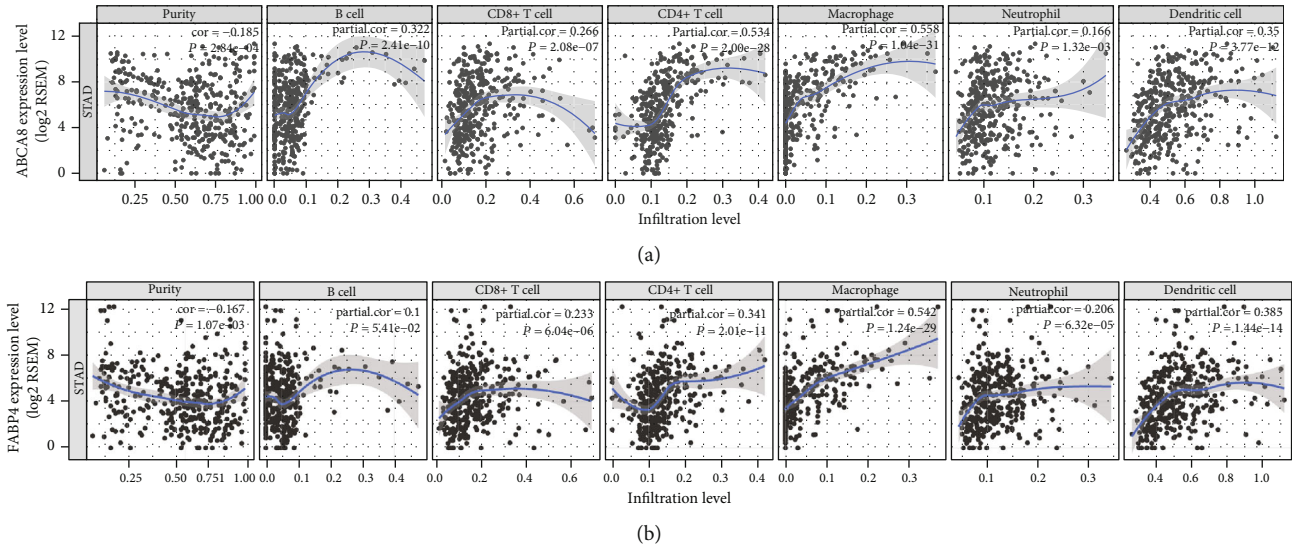 Purity B cell CD8+ T cell CD4+ T cell Macrophage Neutrophil Dendritic cell
cor = −0.185 partial.cor = 0.322 Partial.cor = 0.266 Partial.cor = 0.534 Partial.cor = 0.558 Partial.cor = 0.166 Partial.cor = 0.35
P = 2.84e−04 P = 2.41e−10 P = 2.08e−07 P = 2.00e−28 P = 1.04e−31 P = 1.32e−03 P = 3.77e−12
ABCA8 expression level
(log2 RSEM)
STAD
12
8
4
0
0.25 0.50 0.75 1.00 0.0 0.1 0.2 0.3 0.4 0.0 0.2 0.4 0.6 0.0 0.1 0.2 0.3 0.4 0.0 0.1 0.2 0.3 0.1 0.2 0.3 0.4 0.6 0.8 1.0
Infiltration level
(a)
Purity B cell CD8+ T cell CD4+ T cell Macrophage Neutrophil Dendritic cell
cor = −0.167 partial.cor = 0.1 partial.cor = 0.233 partial.cor = 0.341 partial.cor = 0.542 partial.cor = 0.206 partial.cor = 0.385
P = 1.07e−03 P = 5.41e−02 P = 6.04e−06 P = 2.01e−11 P = 1.24e−29 P = 6.32e−05 P = 1.44e−14
FABP4 expression level
(log2 RSEM)
STAD
12
8
4
0
0.25 0.50 0.751 1.00 0.0 0.1 0.2 0.3 0.4 0.0 0.2 0.4 0.6 0.0 0.1 0.2 0.3 0.4 0.0 0.1 0.2 0.3 0.1 0.2 0.3 0.4 0.6 0.8 1.0
Infiltration level
(b)